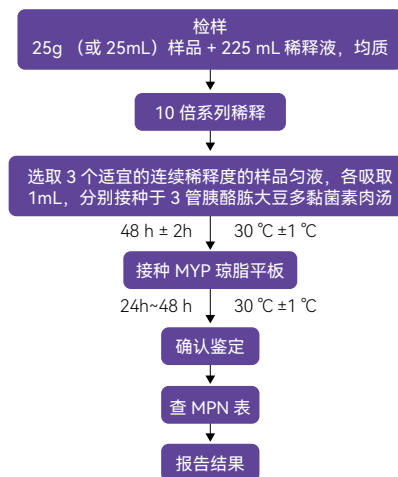 检样
25g （或 25mL）样品 + 225 mL 稀释液，均质
10 倍系列稀释
选取 3 个适宜的连续稀释度的样品匀液，各吸取
1mL，分别接种于 3 管胰酪胨大豆多黏菌素肉汤
48 h ± 2h 30 ℃ ±1 ℃
接种 MYP 琼脂平板
24h~48 h 30 ℃ ±1 ℃
确认鉴定
查 MPN 表
报告结果